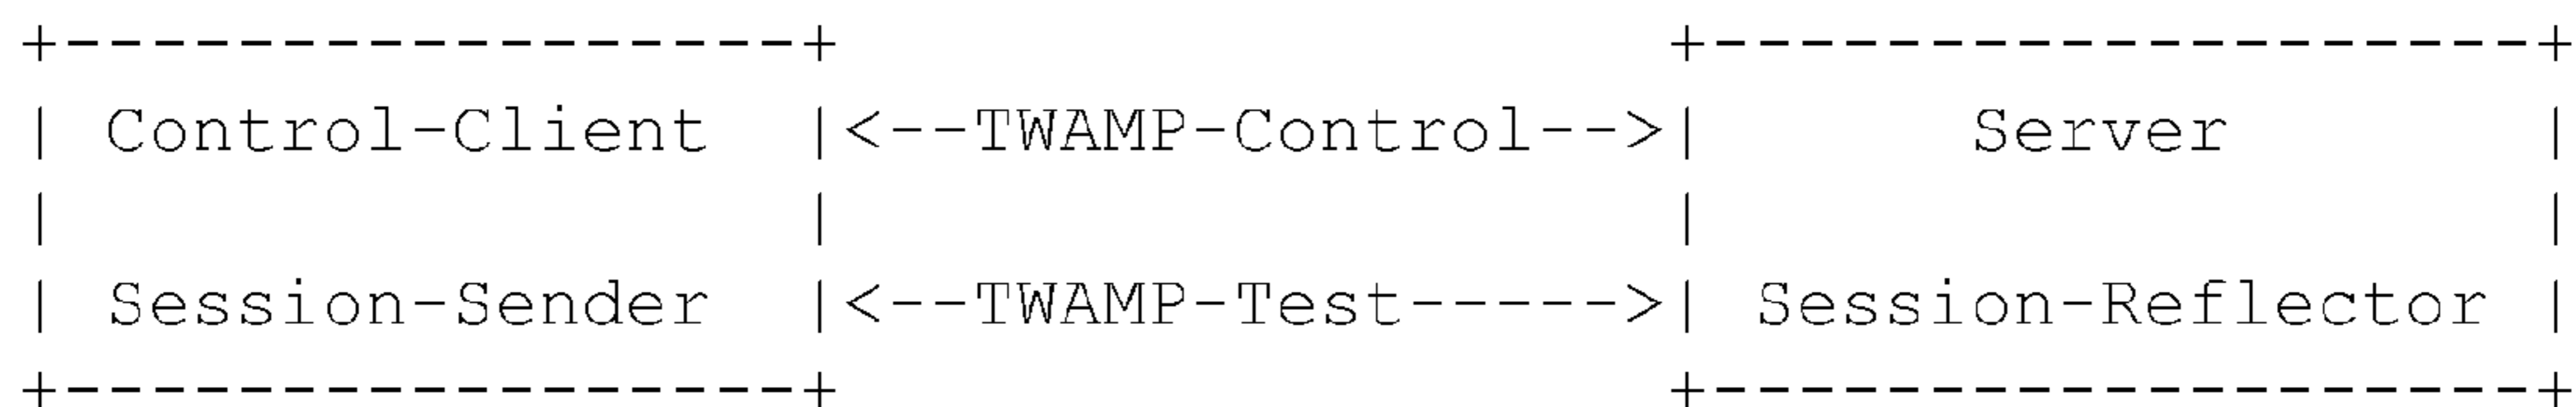 +-----------------+                   +-------------------+
| Control-Client  |<--TWAMP-Control-->|      Server       |
|                 |                   |                   |
| Session-Sender  |<--TWAMP-Test----->| Session-Reflector |
+-----------------+                   +-------------------+